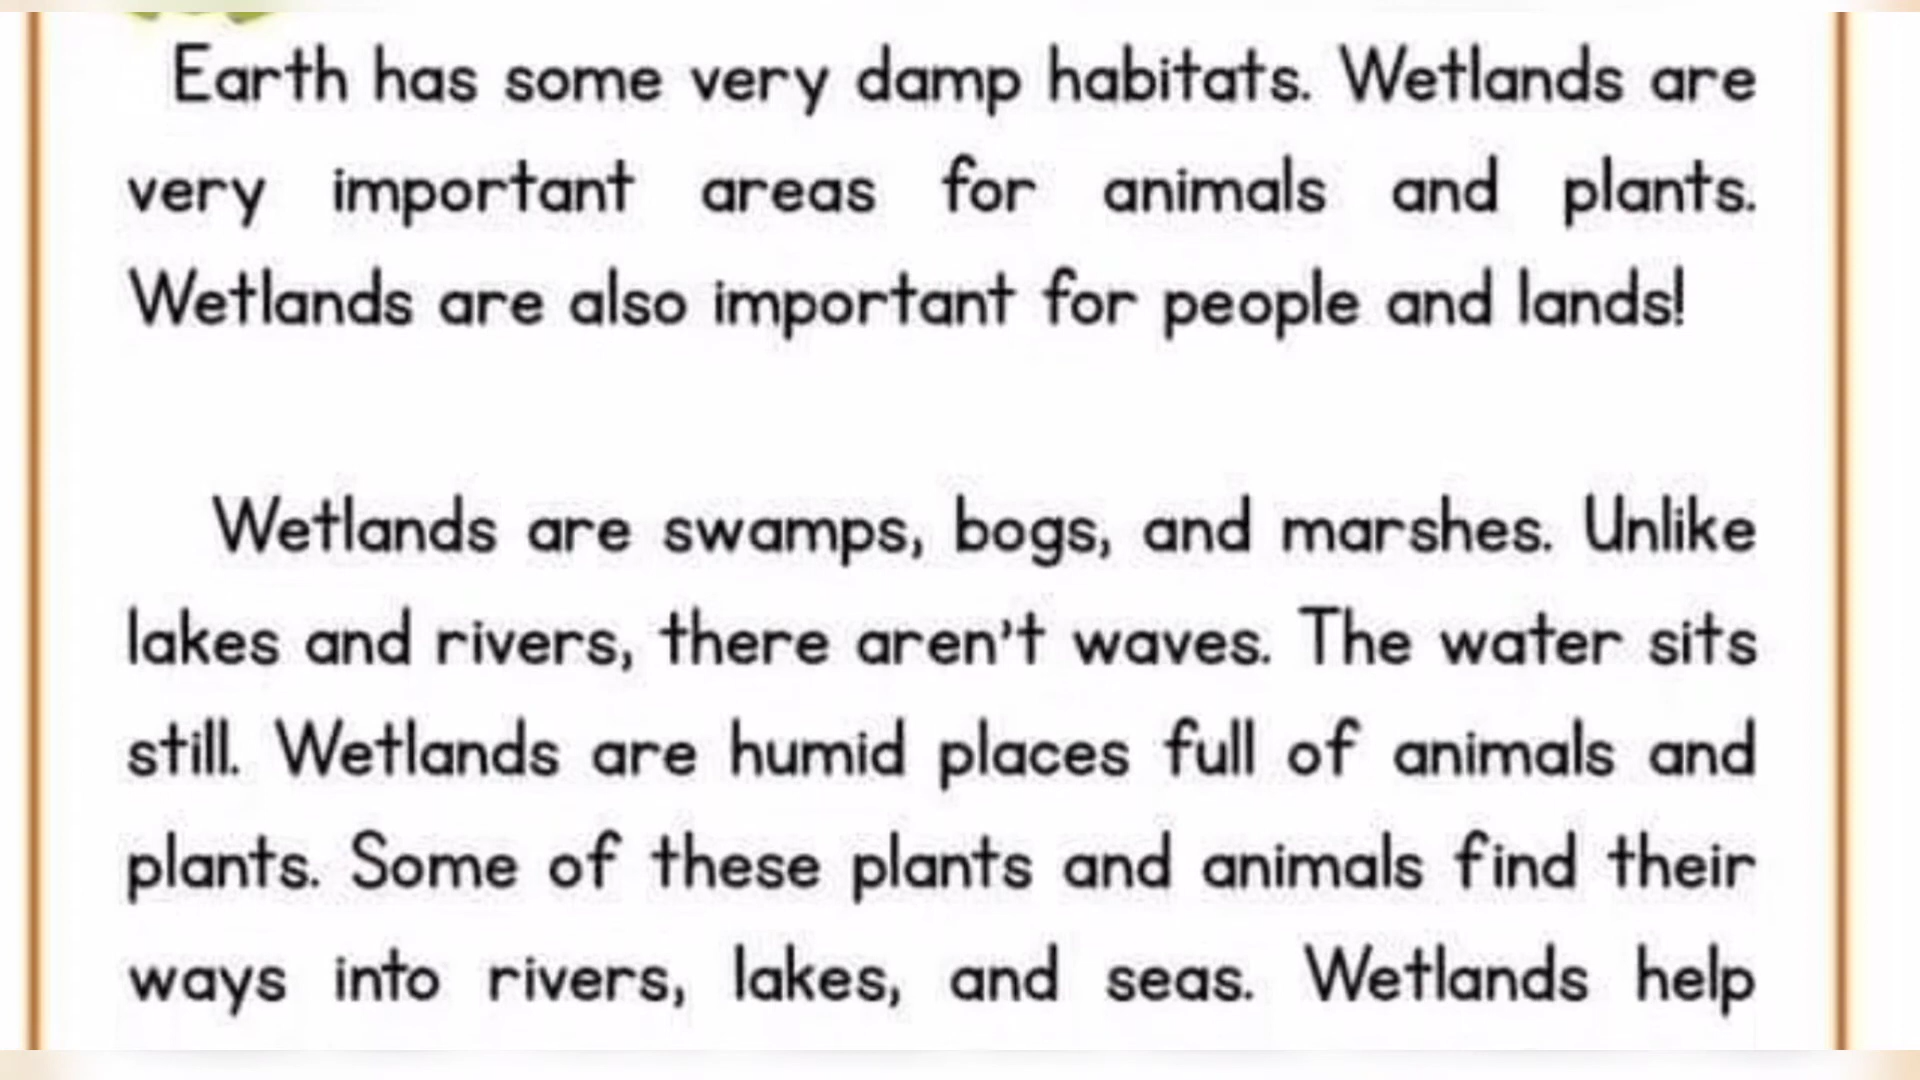 Earth has some very damp habitats. Wetlands are
very important areas for animals and plants.
Wetlands are also important for people and lands!
Wetlands are swamps, bogs, and marshes. Unlike
lakes and rivers, there aren't waves. The water sits
still. Wetlands are humid places full of animals and
plants. Some of these plants and animals find their
ways into rivers, lakes, and seas. Wetlands help